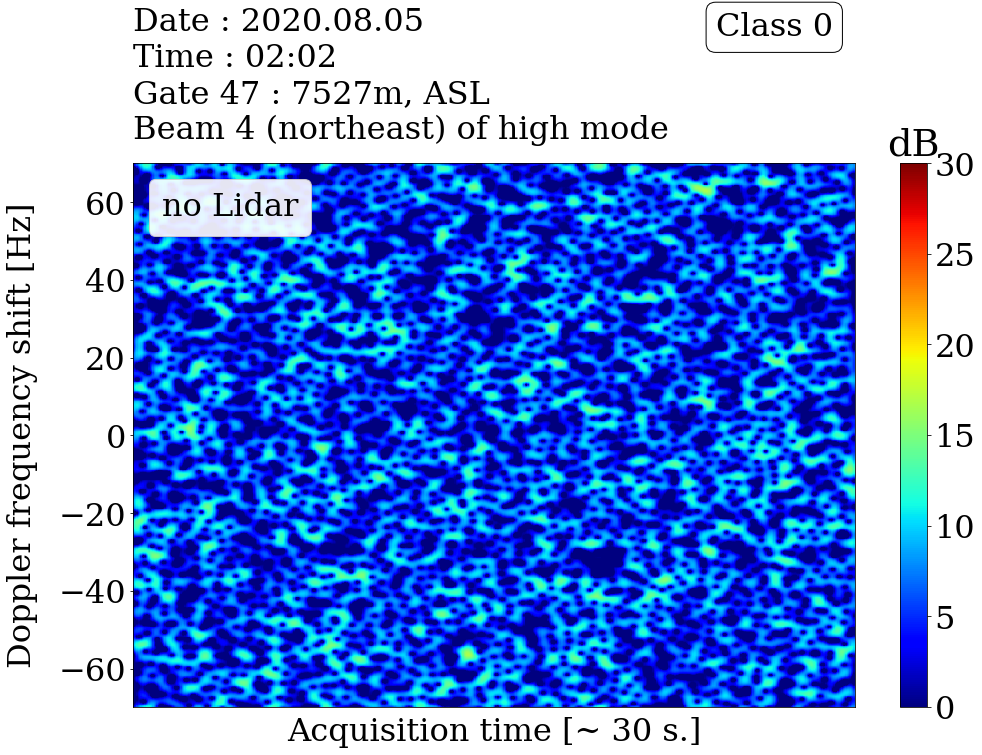 Date : 2020.08.05
Time : 02:02
Gate 47 : 7527m, ASL
Beam 4 (northeast) of high mode
Class 0
dB
no Lidar
Doppler frequency shift [Hz]
60
40
20
0
−20
−40
−60
Acquisition time [~ 30 s.]
30
25
20
15
10
5
0